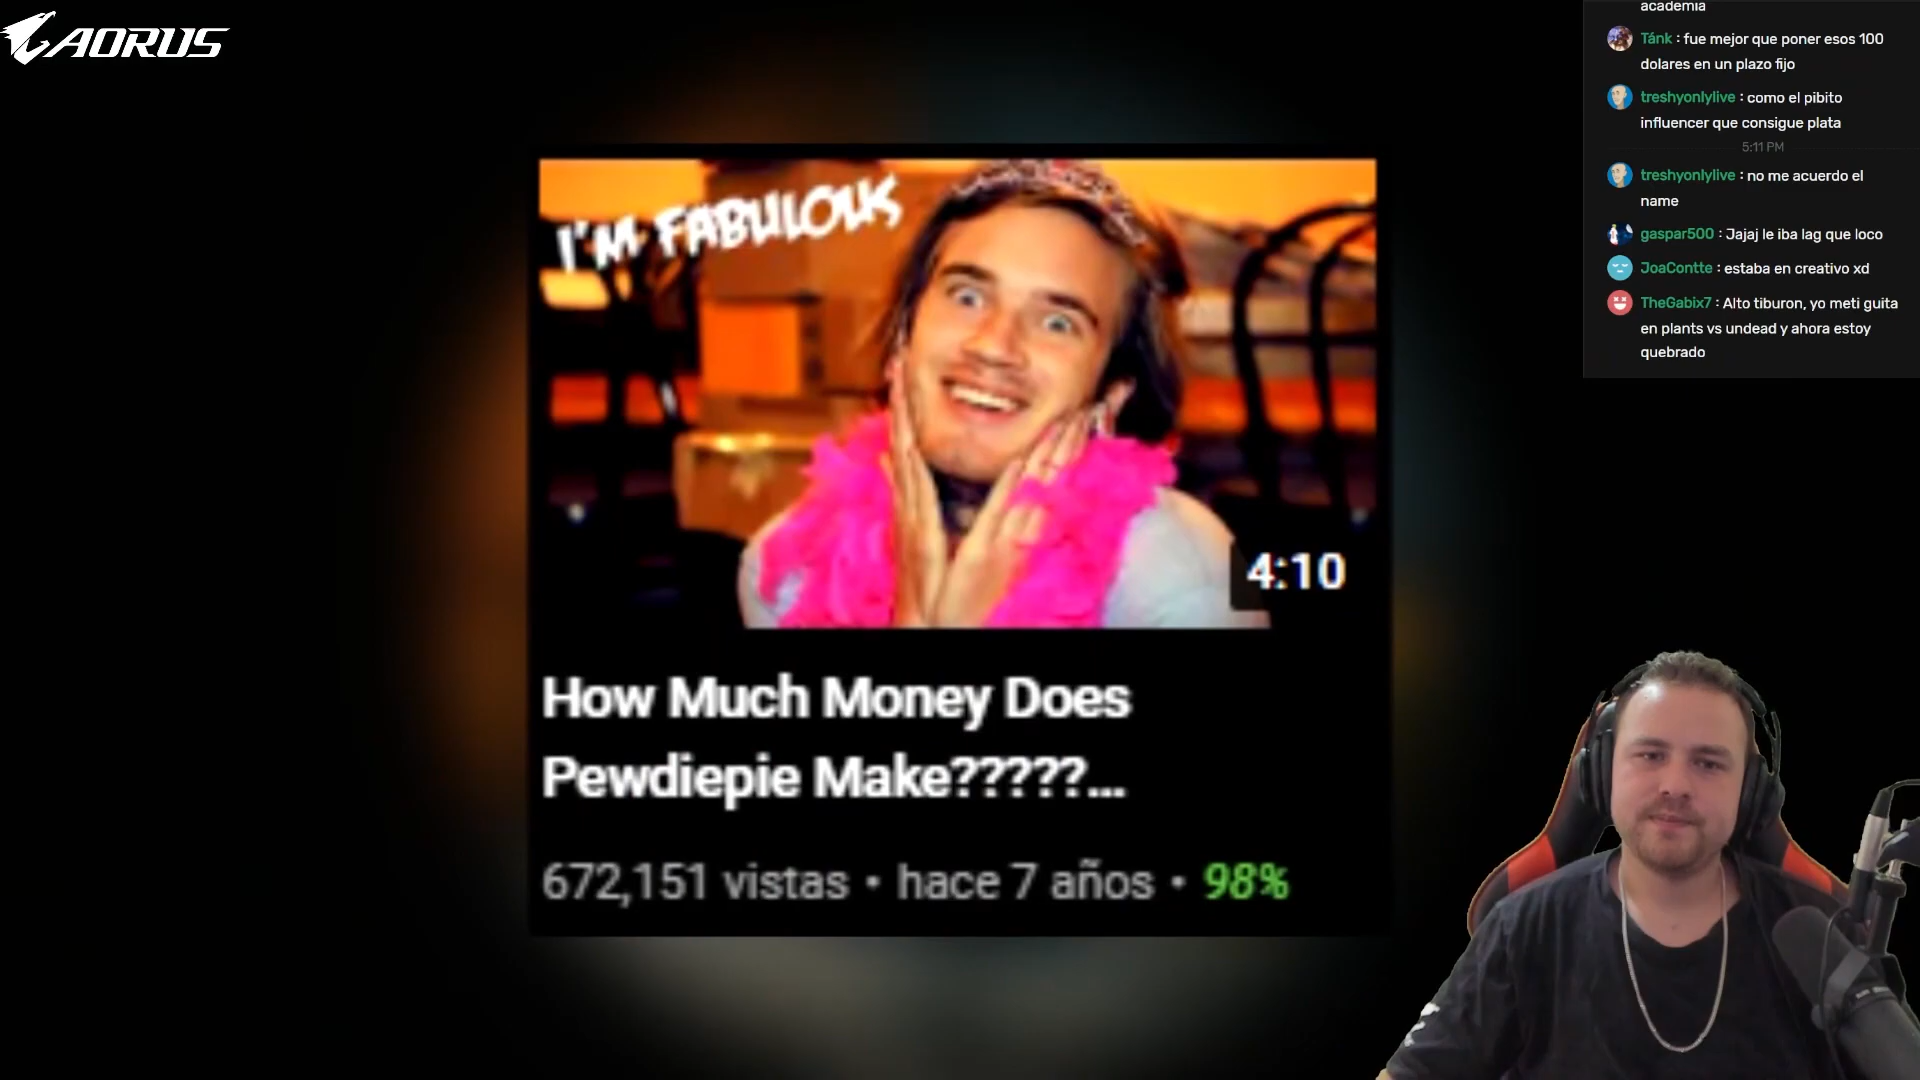 AORUS
I'M FABULOUS
4:10
How Much Money Does
Pewdiepie Make?????...
672,151 vistas • hace 7 años • 98%
academia
Tánk : fue mejor que poner esos 100
dolares en un plazo fijo
treshyonlylive : como el pibito
influencer que consigue plata
5:11 PM
treshyonlylive : no me acuerdo el
name
gaspar500 : Jajaj le iba lag que loco
JoaContte : estaba en creativo xd
TheGabix7 : Alto tiburon, yo meti guita
en plants vs undead y ahora estoy
quebrado